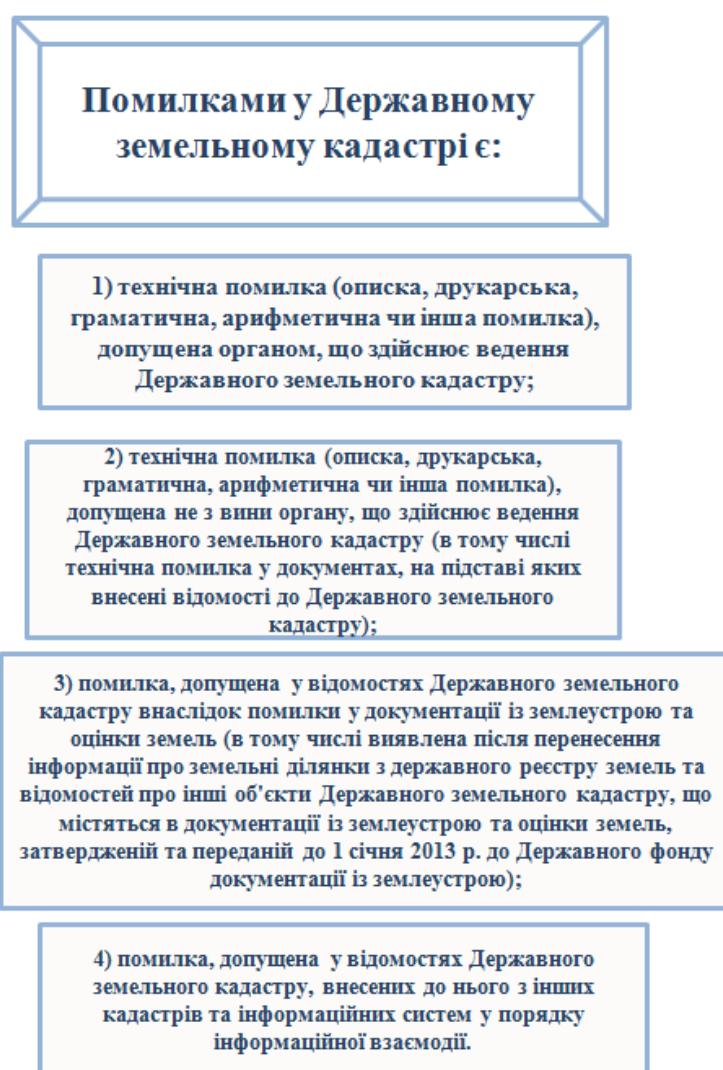 Помилками у Державному
земельному кадастрі є:
1) технічна помилка (описка, друкарська,
граматична, арифметична чи інша помилка),
допущена органом, що здійснює ведення
Державного земельного кадастру;
2) технічна помилка (описка, друкарська,
граматична, арифметична чи інша помилка),
допущена не з вини органу, що здійснює ведення
Державного земельного кадастру (в тому числі
технічна помилка у документах, на підставі яких
внесені відомості до Державного земельного
кадастру);
3) помилка, допущена у відомостях Державного земельного
кадастру внаслідок помилки у документації із землеустрою та
оцінки земель (в тому числі виявлена після перенесення
інформації про земельні ділянки з державного реєстру земель та
відомостей про інші об'єкти Державного земельного кадастру, що
містяться в документації із землеустрою та оцінки земель,
затвердженій та переданій до 1 січня 2013 р. до Державного фонду
документації із землеустрою);
4) помилка, допущена у відомостях Державного
земельного кадастру, внесених до нього з інших
кадастрів та інформаційних систем у порядку
інформаційної взаємодії.